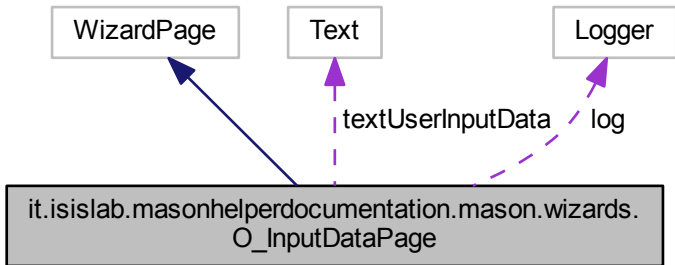 WizardPage
Text
Logger
textUserInputData
log
it.isislab.masonhelperdocumentation.mason.wizards.
O_InputDataPage